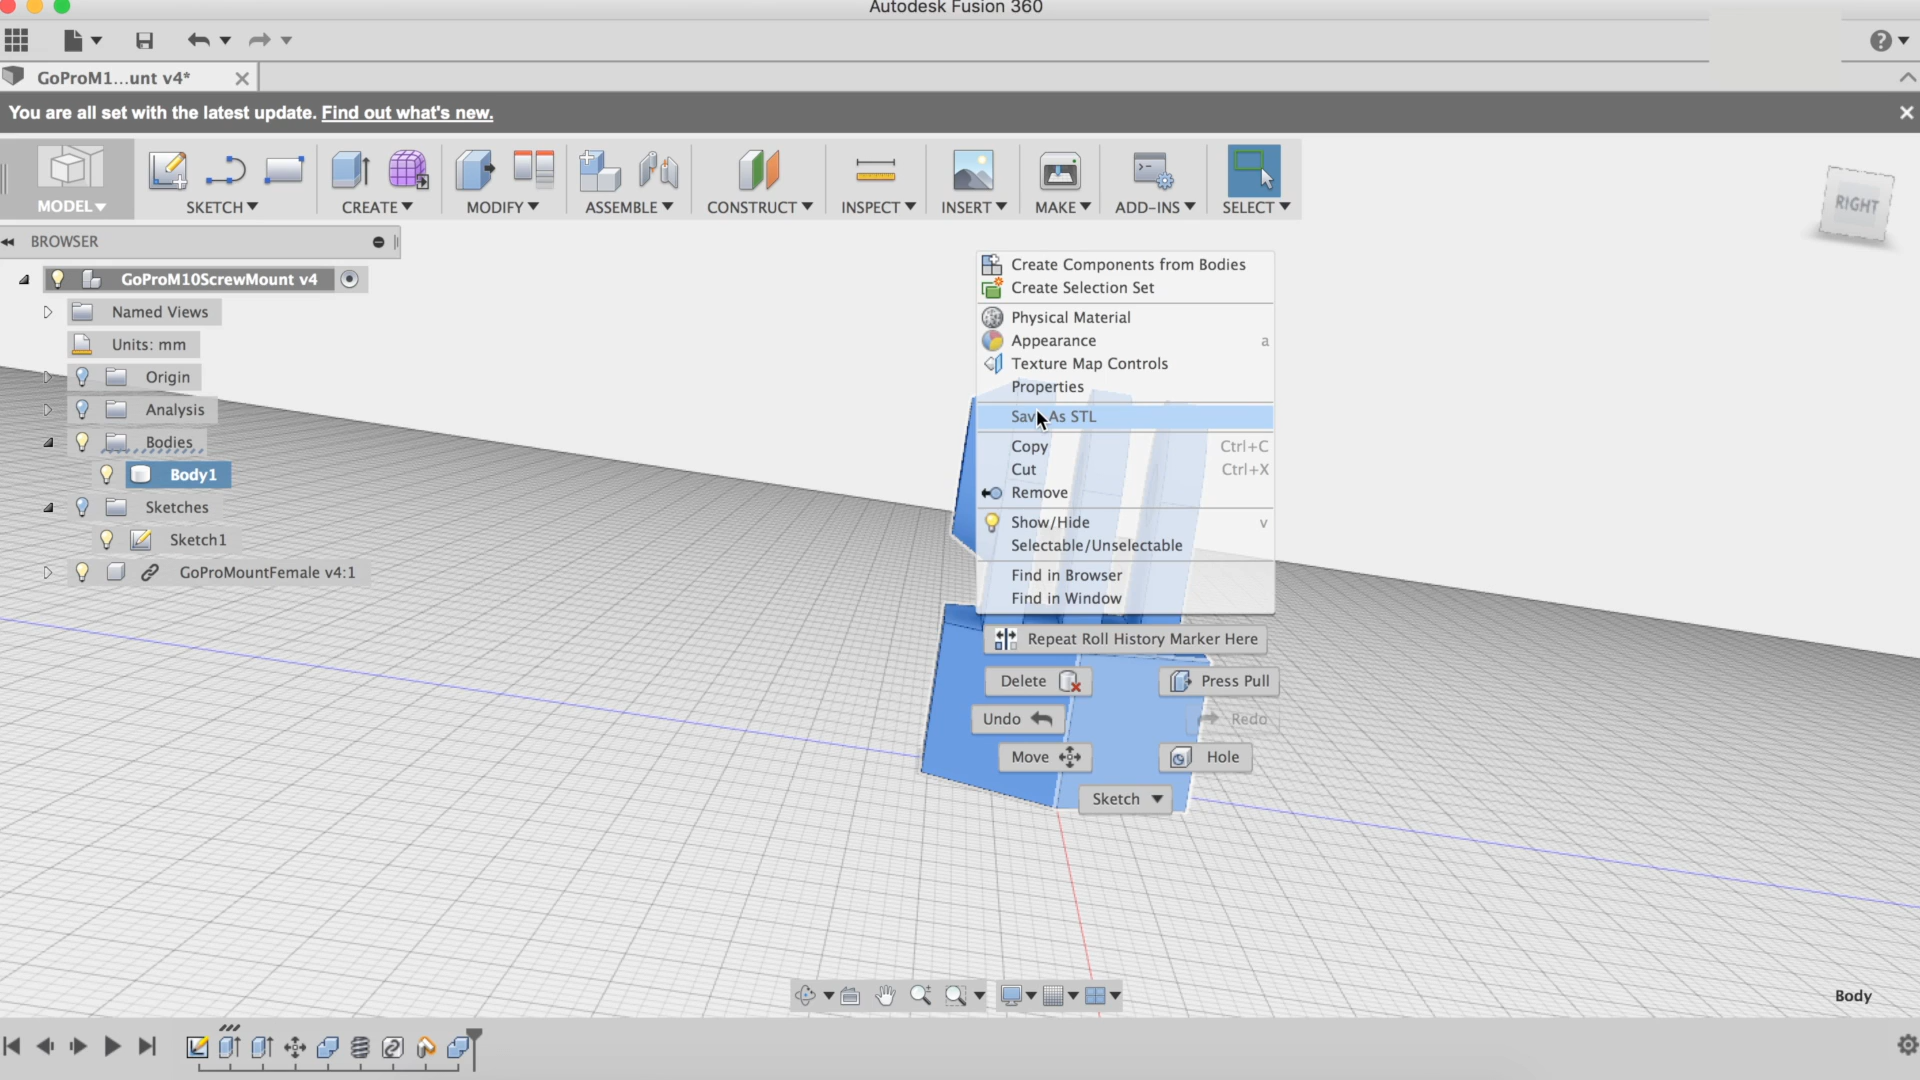 Autodesk Fusion 360
GoProM1...unt v4*
You are all set with the latest update. Find out what's new.
MODEL
SKETCH
CREATE
MODIFY
ASSEMBLE
CONSTRUCT
INSPECT
INSERT
MAKE
ADD-INS
SELECT
RIGHT
BROWSER
GoProM10ScrewMount v4
Named Views
Units: mm
Origin
Analysis
Bodies
Body1
Sketches
Sketch1
GoProMountFemale v4:1
Create Components from Bodies
Create Selection Set
Physical Material
Appearance a
Texture Map Controls
Properties
Save As STL
Copy Ctrl+C
Cut Ctrl+X
Remove
Show/Hide v
Selectable/Unselectable
Find in Browser
Find in Window
Repeat Roll History Marker Here
Delete
Press Pull
Undo
Redo
Move
Hole
Sketch
Body